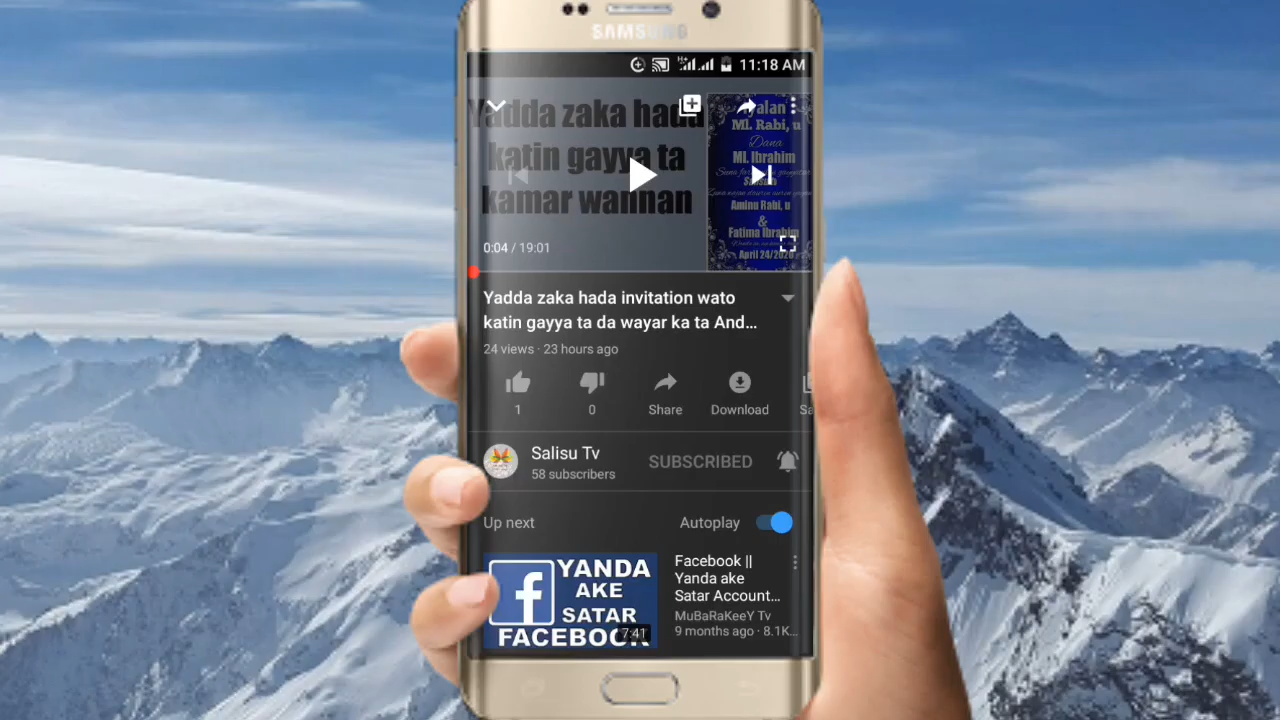 SAMSUNG
11:18 AM
Yadda zaka hada
katin gayya ta
kamar wannan
Ml. Rabi, u
Dana
Ml. Ibrahim
Aminu Rabi, u
&
Fatima Ibrahim
April 24/2020
0:04 / 19:01
Yadda zaka hada invitation wato
katin gayya ta da wayar ka ta And...
24 views · 23 hours ago
1
0
Share
Download
Sa
Salisu Tv
58 subscribers
SUBSCRIBED
Up next
Autoplay
YANDA
AKE
SATAR
FACEBOOK
7:41
Facebook ||
Yanda ake
Satar Account...
MuBaRaKeeY Tv
9 months ago · 8.1K...